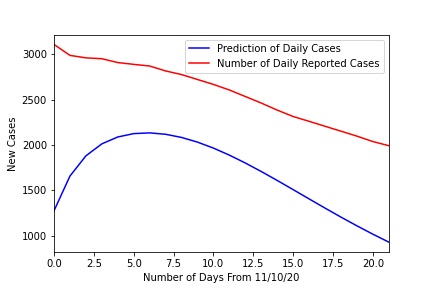 Prediction of Daily Cases
Number of Daily Reported Cases
3000
2500
2000
1500
1000
New Cases
0.0 2.5 5.0 7.5 10.0 12.5 15.0 17.5 20.0
Number of Days From 11/10/20